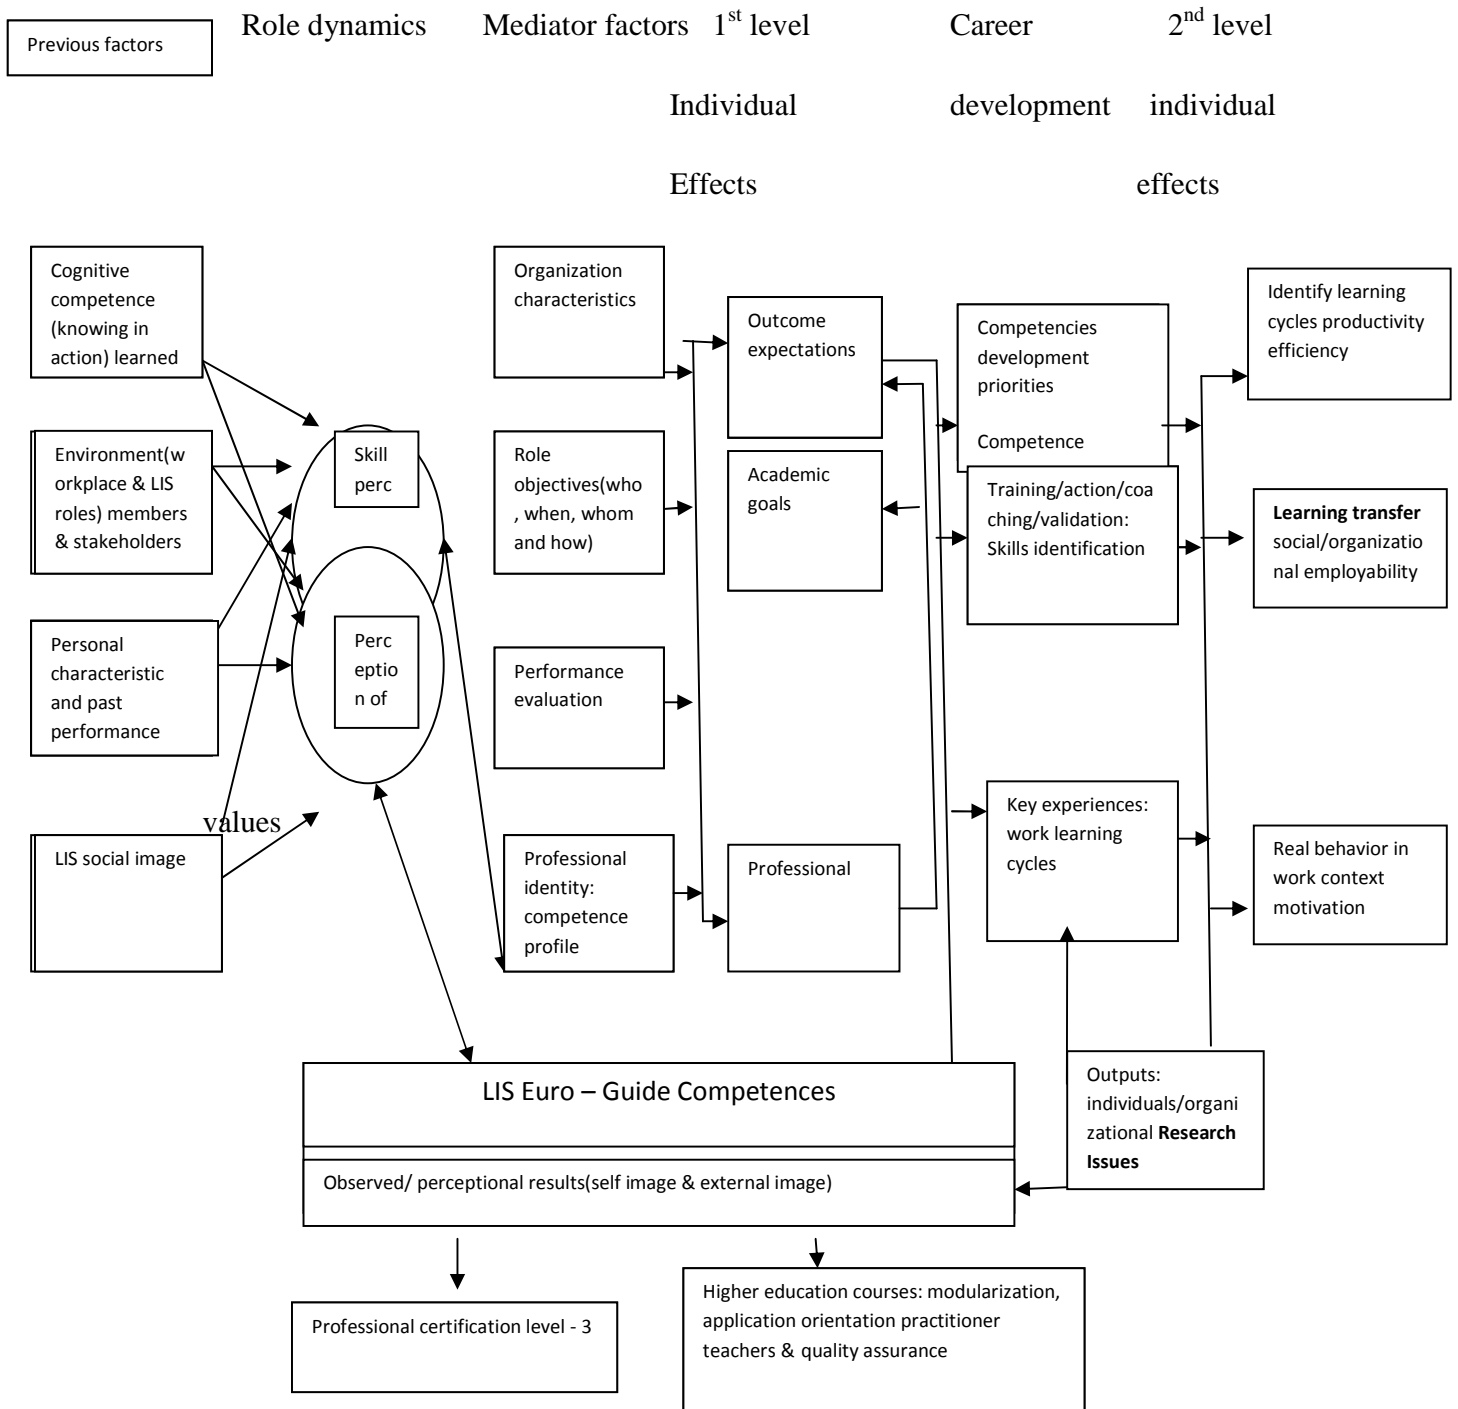 Previous factors
Role dynamics
Mediator factors
1st level
Individual
Effects
Career
development
2nd level
individual
effects
Cognitive
competence
(knowing in
action) learned
Environment(w
orkplace & LIS
roles) members
& stakeholders
Personal
characteristic
and past
performance
values
LIS social image
Skill
perc
Perc
eptio
n of
Organization
characteristics
Role
objectives(who
, when, whom
and how)
Performance
evaluation
Professional
identity:
competence
profile
Outcome
expectations
Academic
goals
Professional
Competencies
development
priorities
Competence
Training/action/coa
ching/validation:
Skills identification
Key experiences:
work learning
cycles
Identify learning
cycles productivity
efficiency
Learning transfer
social/organizatio
nal employability
Real behavior in
work context
motivation
LIS Euro – Guide Competences
Observed/ perceptional results(self image & external image)
Outputs:
individuals/organi
zational Research
Issues
Professional certification level - 3
Higher education courses: modularization,
application orientation practitioner
teachers & quality assurance